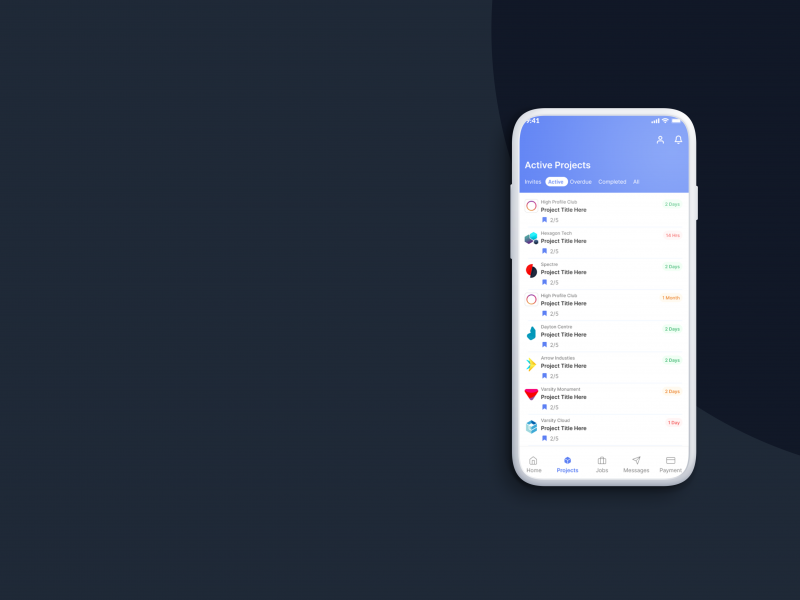 9:41
Active Projects
Invites Active Overdue Completed All
High Profile Club 2 Days
Project Title Here
2/5
Hexagon Tech 14 Hrs
Project Title Here
2/5
Spectre 2 Days
Project Title Here
2/5
High Profile Club 1 Month
Project Title Here
2/5
Dayton Centre 2 Days
Project Title Here
2/5
Arrow Industies 2 Days
Project Title Here
2/5
Varsity Monument 2 Days
Project Title Here
2/5
Varsity Cloud 1 Day
Project Title Here
2/5
Home Projects Jobs Messages Payment